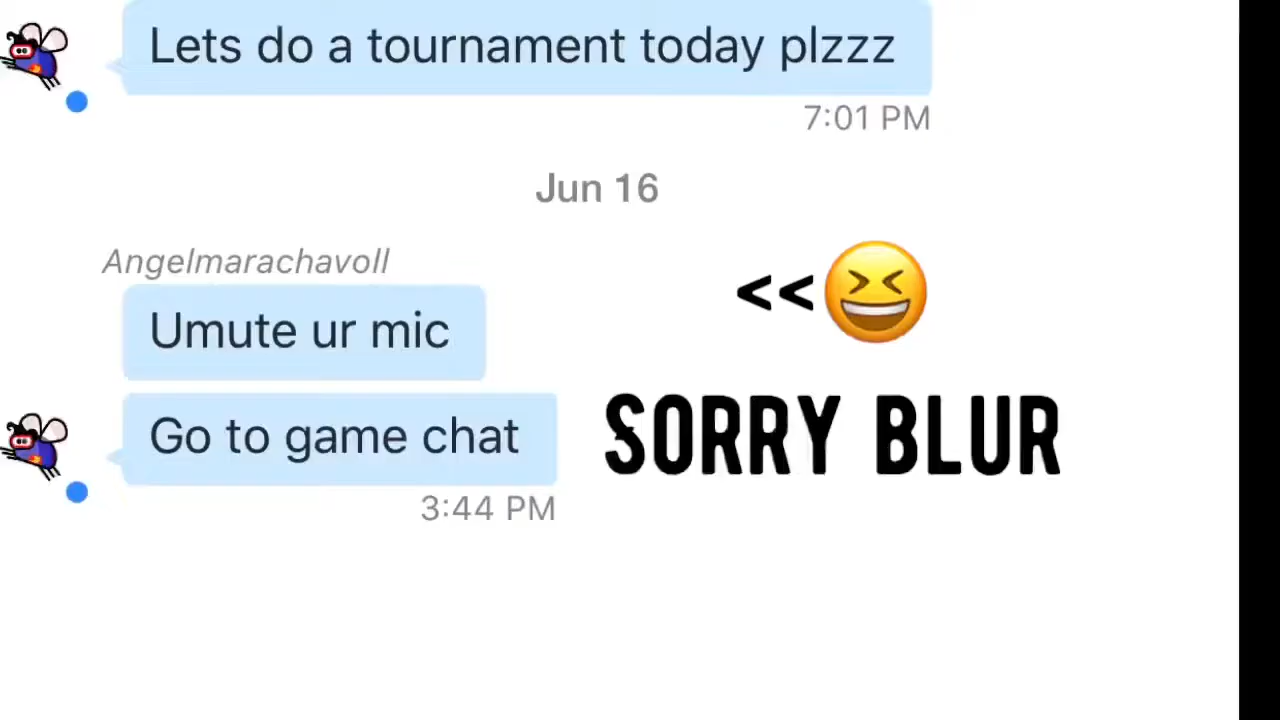 Lets do a tournament today plzzz
7:01 PM
Jun 16
Angelmarachavoll
Umute ur mic
<<😆
Go to game chat
SORRY BLUR
3:44 PM